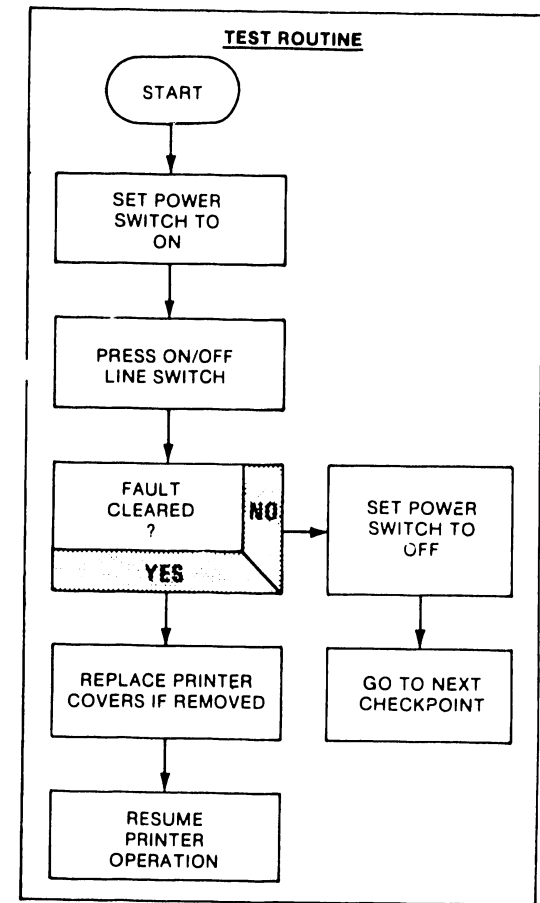 TEST ROUTINE
START
SET POWER
SWITCH TO
ON
PRESS ON/OFF
LINE SWITCH
FAULT
CLEARED
?
NO
YES
SET POWER
SWITCH TO
OFF
GO TO NEXT
CHECKPOINT
REPLACE PRINTER
COVERS IF REMOVED
RESUME
PRINTER
OPERATION